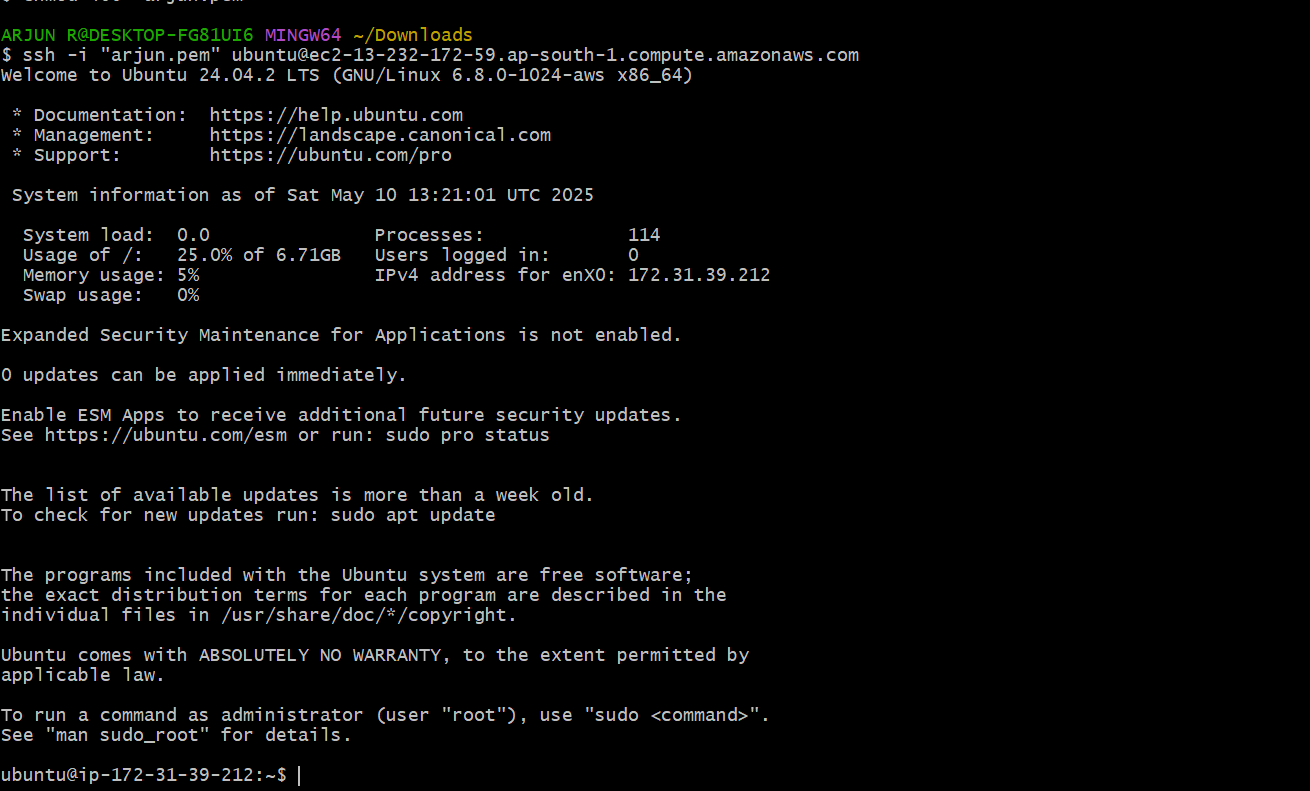 ARJUN R@DESKTOP-FG81UI6 MINGW64 ~/Downloads
$ ssh -i "arjun.pem" ubuntu@ec2-13-232-172-59.ap-south-1.compute.amazonaws.com
Welcome to Ubuntu 24.04.2 LTS (GNU/Linux 6.8.0-1024-aws x86_64)

 * Documentation:  https://help.ubuntu.com
 * Management:     https://landscape.canonical.com
 * Support:        https://ubuntu.com/pro

 System information as of Sat May 10 13:21:01 UTC 2025

  System load:  0.0               Processes:             114
  Usage of /:   25.0% of 6.71GB   Users logged in:       0
  Memory usage: 5%                IPv4 address for enX0: 172.31.39.212
  Swap usage:   0%

Expanded Security Maintenance for Applications is not enabled.

0 updates can be applied immediately.

Enable ESM Apps to receive additional future security updates.
See https://ubuntu.com/esm or run: sudo pro status

The list of available updates is more than a week old.
To check for new updates run: sudo apt update

The programs included with the Ubuntu system are free software;
the exact distribution terms for each program are described in the
individual files in /usr/share/doc/*/copyright.

Ubuntu comes with ABSOLUTELY NO WARRANTY, to the extent permitted by
applicable law.

To run a command as administrator (user "root"), use "sudo <command>".
See "man sudo_root" for details.

ubuntu@ip-172-31-39-212:~$